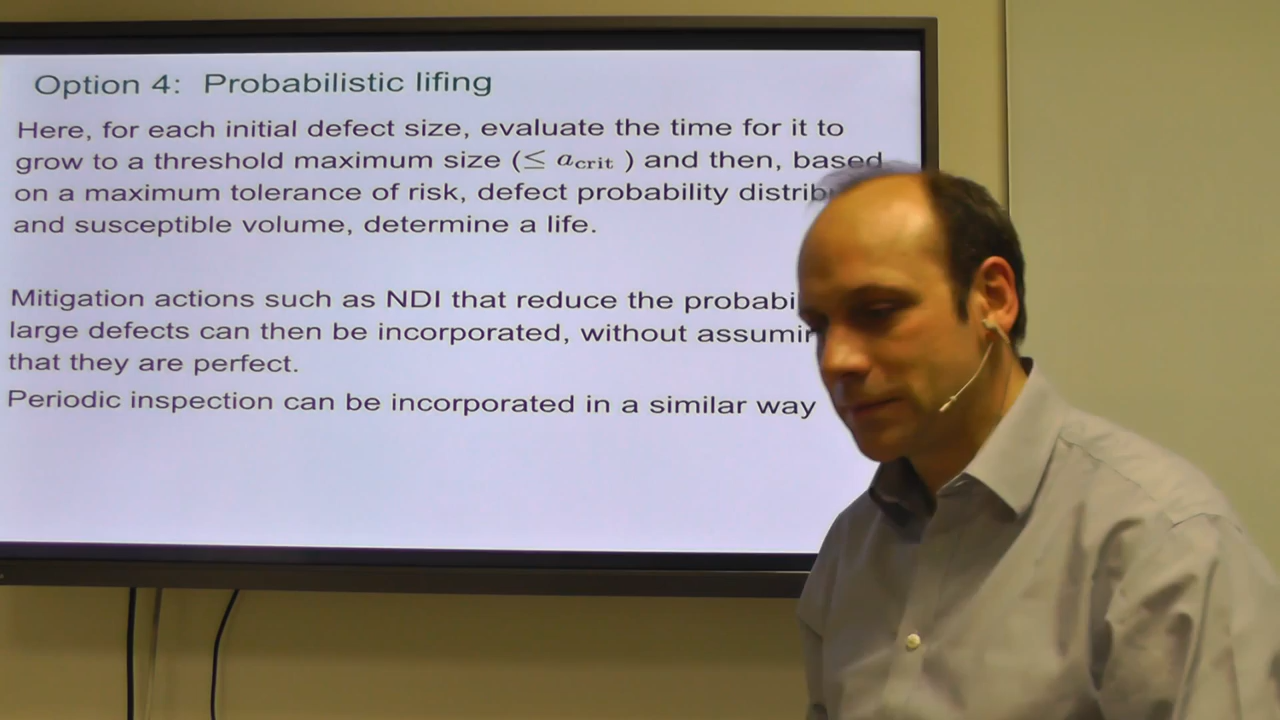 Option 4: Probabilistic lifing
Here, for each initial defect size, evaluate the time for it to
grow to a threshold maximum size (≤ a_crit ) and then, based
on a maximum tolerance of risk, defect probability
and susceptible volume, determine a life.
Mitigation actions such as NDI that reduce the
large defects can then be incorporated, without
that they are perfect.
Periodic inspection can be incorporated in a similar way